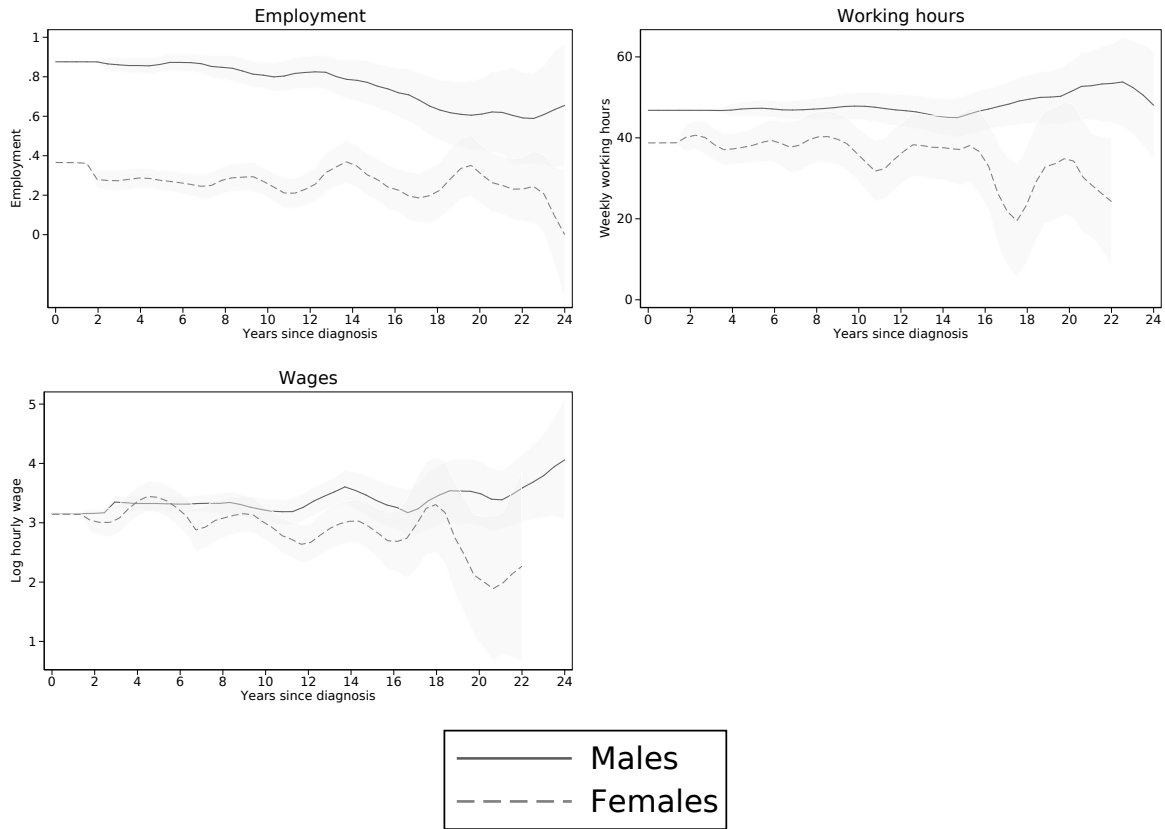 Employment
Employment
1
.8
.6
.4
.2
0
0 2 4 6 8 10 12 14 16 18 20 22 24
Years since diagnosis
Working hours
Weekly working hours
60
40
20
0
0 2 4 6 8 10 12 14 16 18 20 22 24
Years since diagnosis
Wages
Log hourly wage
5
4
3
2
1
0 2 4 6 8 10 12 14 16 18 20 22 24
Years since diagnosis
Males
Females